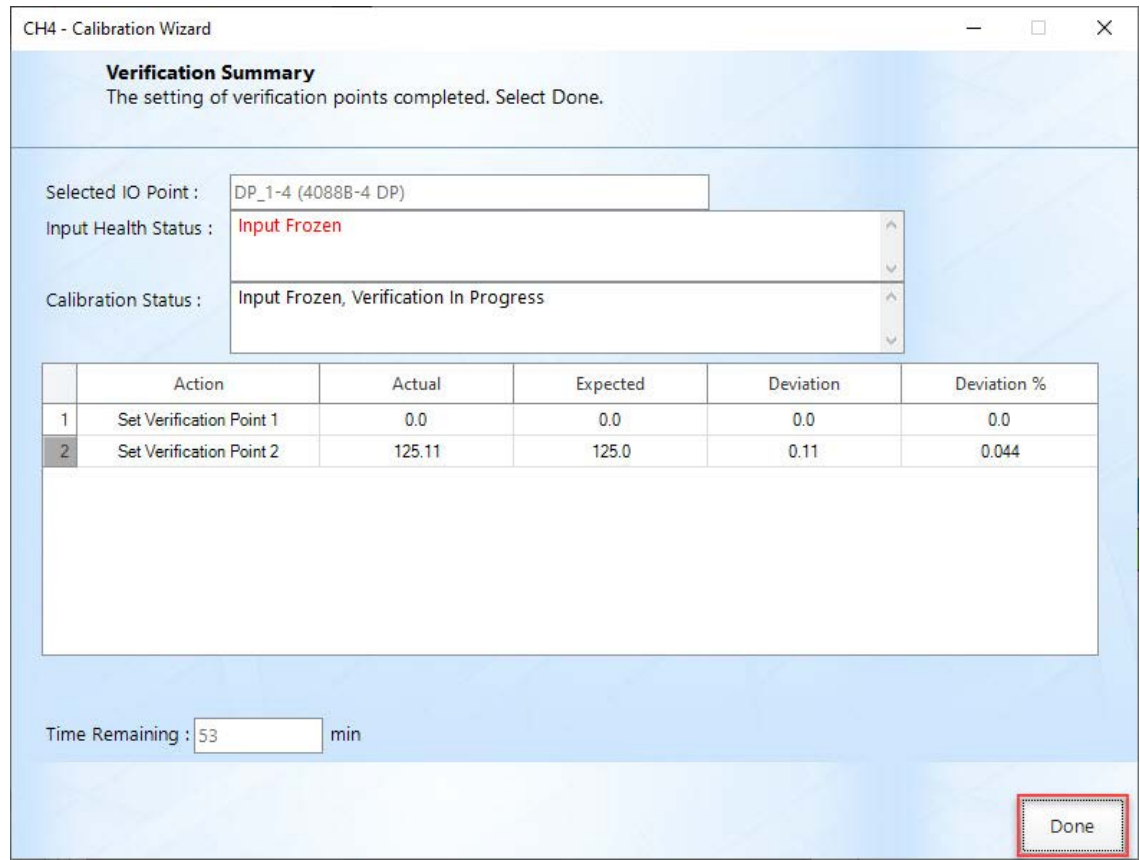 CH4 - Calibration Wizard
Verification Summary
The setting of verification points completed. Select Done.
Selected IO Point : DP_1-4 (4088B-4 DP)
Input Health Status : Input Frozen
Calibration Status : Input Frozen, Verification In Progress
Action Actual Expected Deviation Deviation %
1 Set Verification Point 1 0.0 0.0 0.0 0.0
2 Set Verification Point 2 125.11 125.0 0.11 0.044
Time Remaining : 53 min
Done